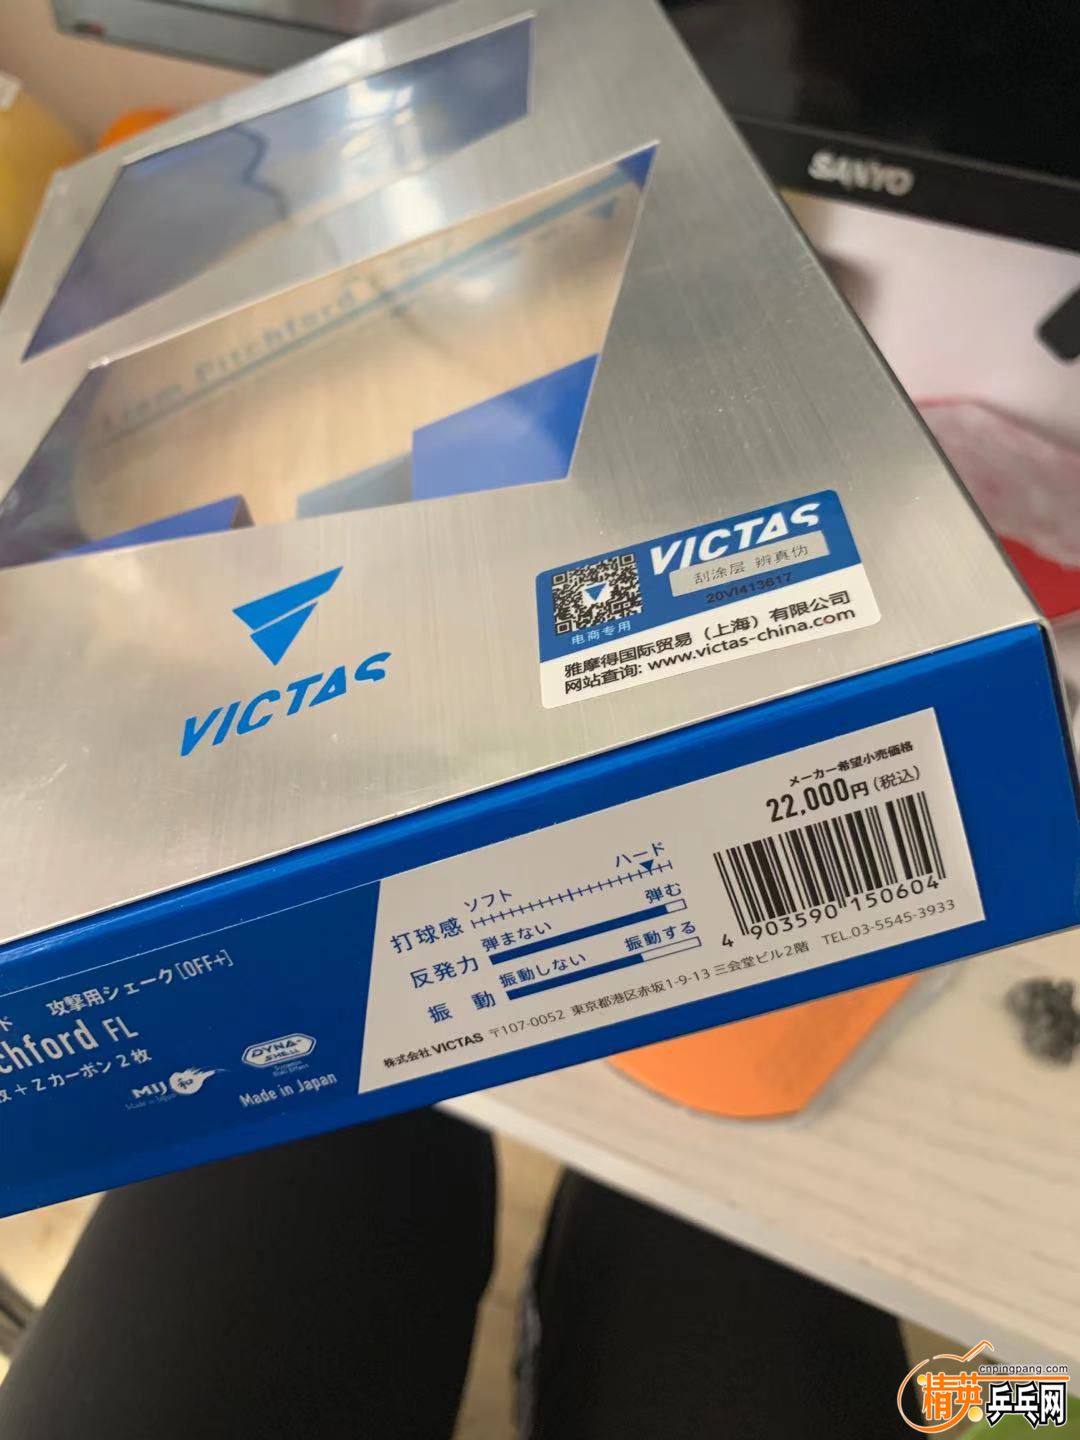 SANYO
Liam Pitchford
VICTAS
VICTAS
刮涂层 辨真伪
20VI413617
电商专用
雅摩得国际贸易（上海）有限公司
网站查询: www.victas-china.com
メーカー希望小売価格
22,000円(税込)
4 903590 150604
ソフト ハード
打球感
弾まない 弾む
反発力
振動しない 振動する
振動
株式会社 VICTAS 〒107-0052 東京都港区赤坂1-9-13 三会堂ビル2階 TEL.03-5545-3933
ド 攻撃用シェーク[OFF+]
chford FL
枚+Zカーボン2枚
MIJ 和
Made in Japan
DYNA-
SHELL
Made in Japan
cnpingpang.com
精英乒乓网